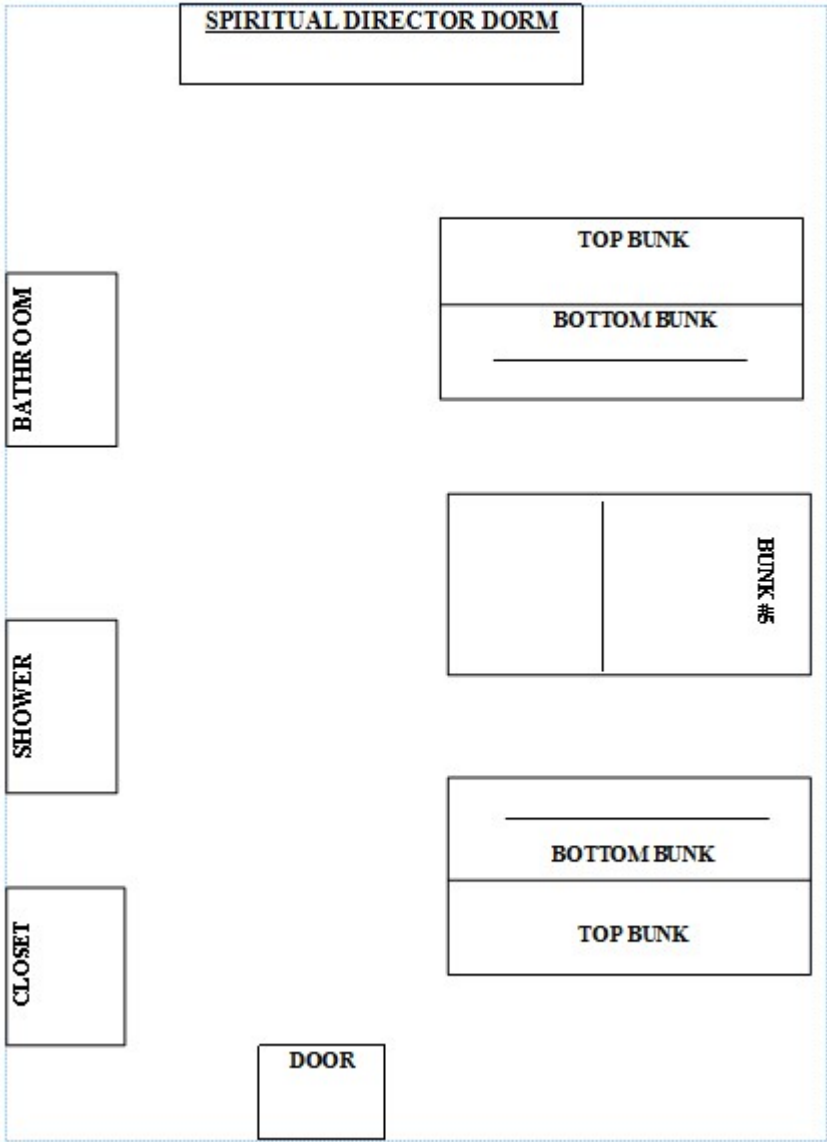 SPIRITUAL DIRECTOR DORM
TOP BUNK
BOTTOM BUNK
BATHROOM
BUNK #5
SHOWER
BOTTOM BUNK
TOP BUNK
CLOSET
DOOR